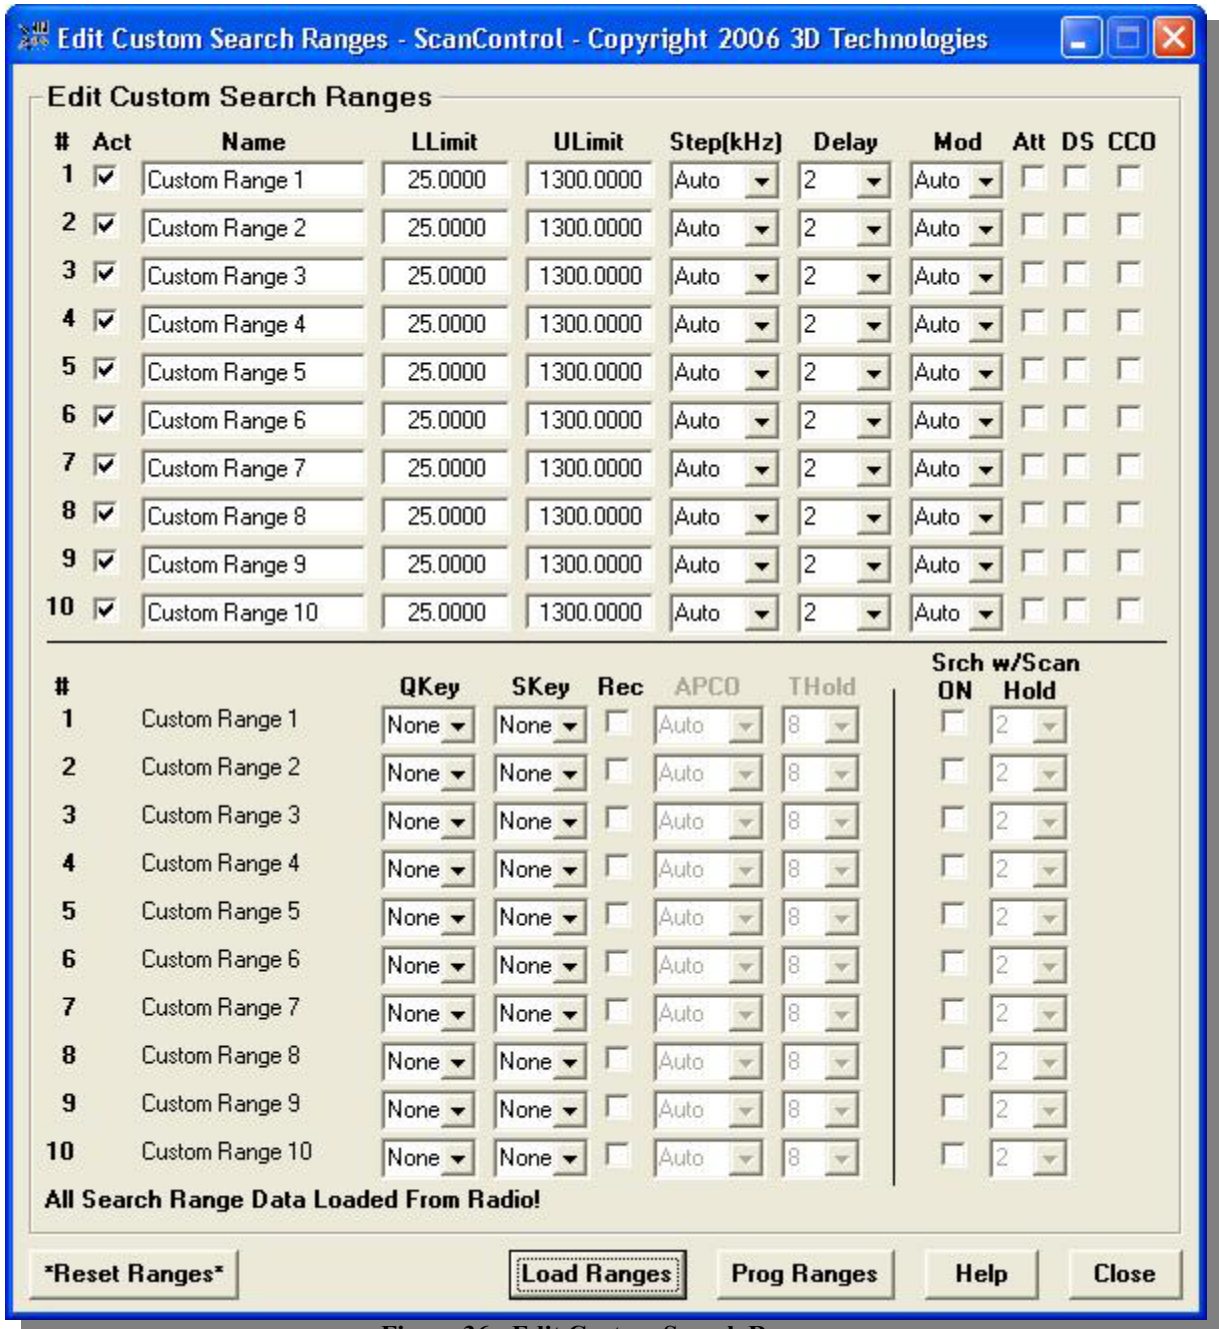 Edit Custom Search Ranges - ScanControl - Copyright 2006 3D Technologies
Edit Custom Search Ranges
# Act Name LLimit ULimit Step(kHz) Delay Mod Att DS CCO
1 Custom Range 1 25.0000 1300.0000 Auto 2 Auto
2 Custom Range 2 25.0000 1300.0000 Auto 2 Auto
3 Custom Range 3 25.0000 1300.0000 Auto 2 Auto
4 Custom Range 4 25.0000 1300.0000 Auto 2 Auto
5 Custom Range 5 25.0000 1300.0000 Auto 2 Auto
6 Custom Range 6 25.0000 1300.0000 Auto 2 Auto
7 Custom Range 7 25.0000 1300.0000 Auto 2 Auto
8 Custom Range 8 25.0000 1300.0000 Auto 2 Auto
9 Custom Range 9 25.0000 1300.0000 Auto 2 Auto
10 Custom Range 10 25.0000 1300.0000 Auto 2 Auto
Srch w/Scan
# QKey SKey Rec APCO THold ON Hold
1 Custom Range 1 None None Auto 8 2
2 Custom Range 2 None None Auto 8 2
3 Custom Range 3 None None Auto 8 2
4 Custom Range 4 None None Auto 8 2
5 Custom Range 5 None None Auto 8 2
6 Custom Range 6 None None Auto 8 2
7 Custom Range 7 None None Auto 8 2
8 Custom Range 8 None None Auto 8 2
9 Custom Range 9 None None Auto 8 2
10 Custom Range 10 None None Auto 8 2
All Search Range Data Loaded From Radio!
*Reset Ranges* Load Ranges Prog Ranges Help Close